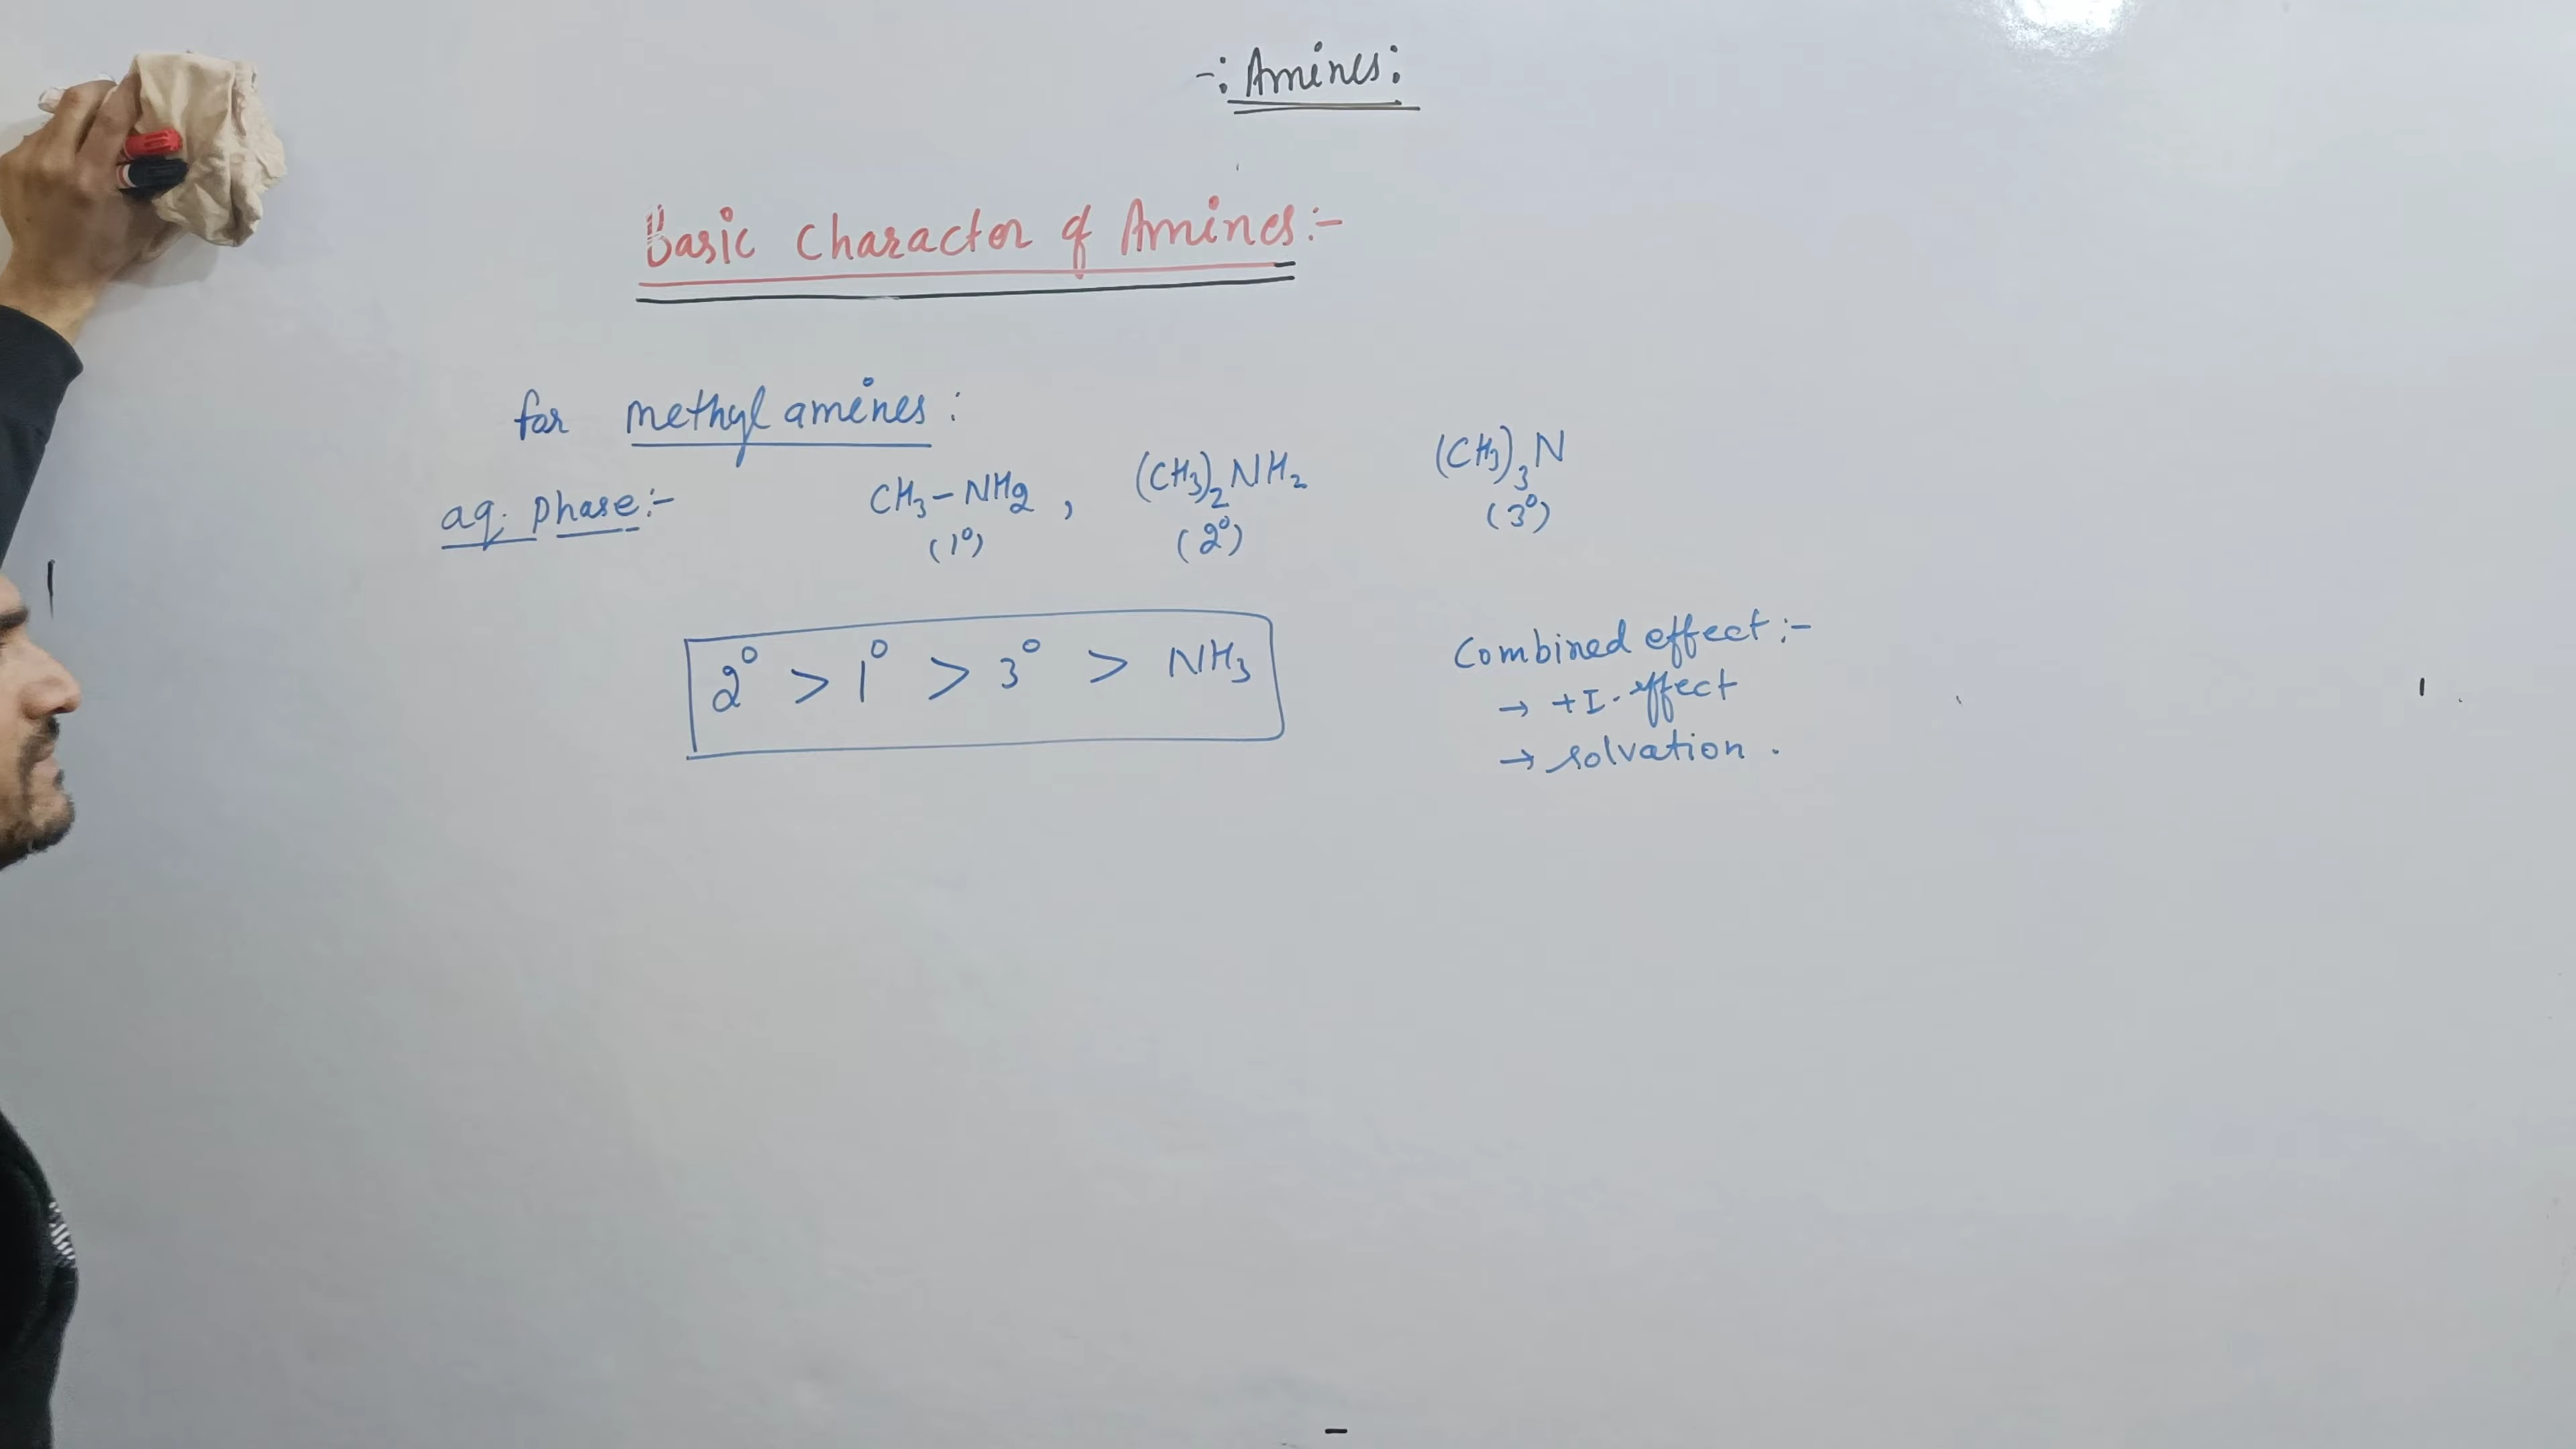 -: Amines:
Basic Charactor of Amines:-
for methyl amines:
aq. phase:- CH₃-NH₂ , (CH₃)₂NH₂ (CH₃)₃N
(1°) (2°) (3°)
2° > 1° > 3° > NH₃
Combined effect:-
→ +I-effect
→ solvation.